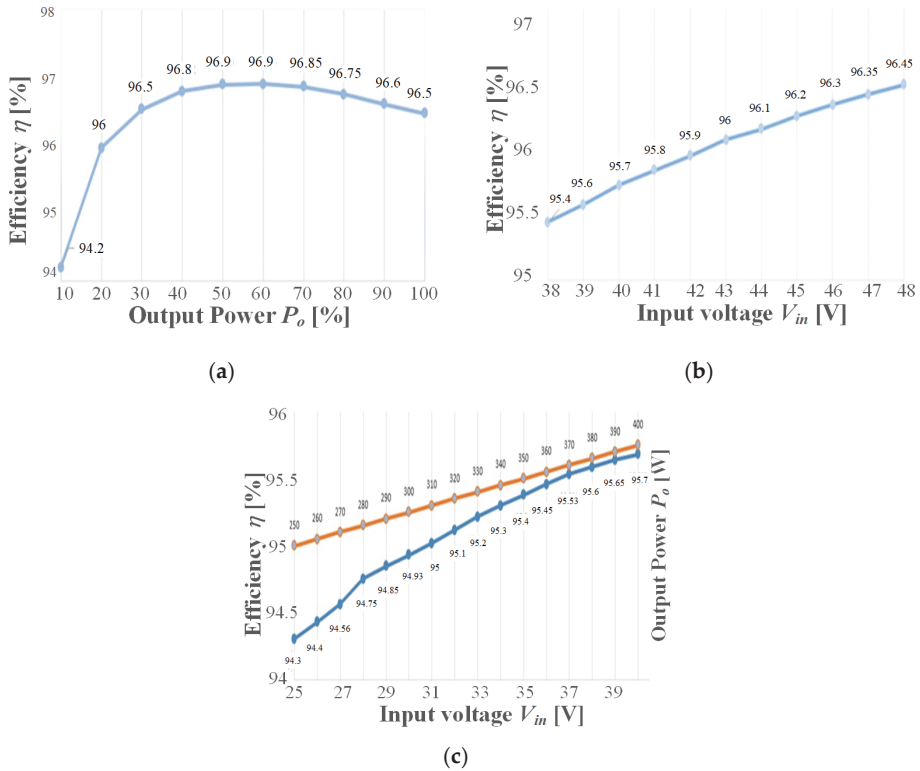 98
97
96
95
94
94.2
96
96.5
96.8
96.9
96.9
96.85
96.75
96.6
96.5
10 20 30 40 50 60 70 80 90 100
Efficiency η [%]
Output Power Po [%]
(a)
97
96.5
96
95.5
95
95.4
95.6
95.7
95.8
95.9
96
96.1
96.2
96.3
96.35
96.45
38 39 40 41 42 43 44 45 46 47 48
Efficiency η [%]
Input voltage Vin [V]
(b)
96
95.5
95
94.5
94
250 260 270 280 290 300 310 320 330 340 350 360 370 380 390 400
94.3 94.4 94.56 94.75 94.85 94.93 95 95.1 95.2 95.3 95.4 95.45 95.53 95.6 95.65 95.7
25 27 29 31 33 35 37 39
Efficiency η [%]
Output Power Po [W]
Input voltage Vin [V]
(c)